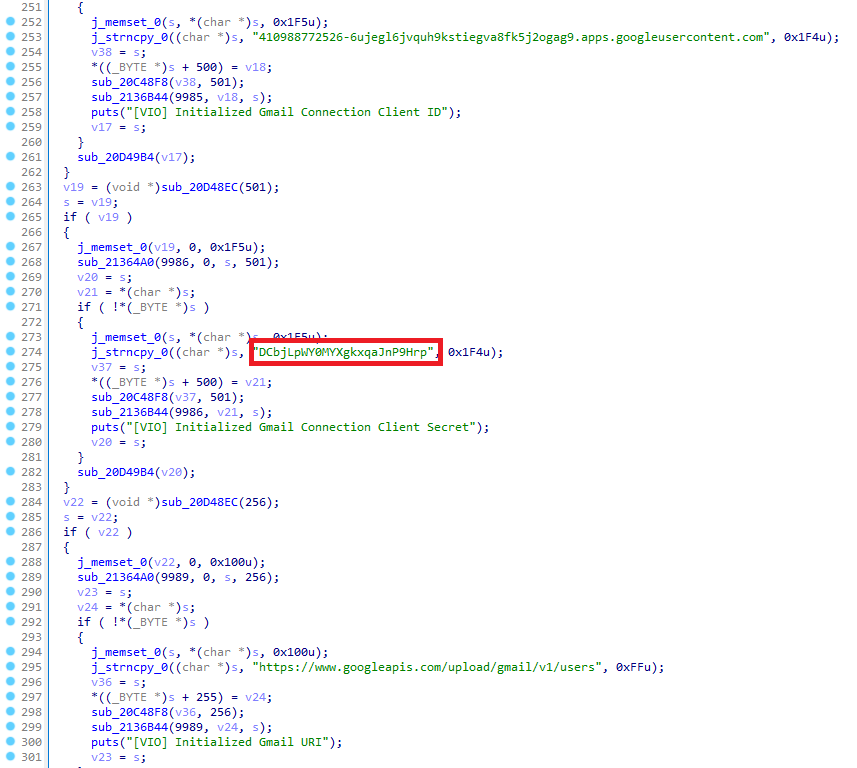 251 {
252 j_memset_0(s, *(char *)s, 0x1F5u);
253 j_strncpy_0((char *)s, "410988772526-6ujegl6jvquh9kstiegva8fk5j2ogag9.apps.googleusercontent.com", 0x1F4u);
254 v38 = s;
255 *((_BYTE *)s + 500) = v18;
256 sub_20C48F8(v38, 501);
257 sub_2136B44(9985, v18, s);
258 puts("[VIO] Initialized Gmail Connection Client ID");
259 v17 = s;
260 }
261 sub_20D49B4(v17);
262 }
263 v19 = (void *)sub_20D48EC(501);
264 s = v19;
265 if ( v19 )
266 {
267 j_memset_0(v19, 0, 0x1F5u);
268 sub_21364A0(9986, 0, s, 501);
269 v20 = s;
270 v21 = *(char *)s;
271 if ( !*(_BYTE *)s )
272 {
273 j_memset_0(s, *(char *)s, 0x1F5u);
274 j_strncpy_0((char *)s, "DCbjLpWY0MYXgkxqaJnP9Hrp", 0x1F4u);
275 v37 = s;
276 *((_BYTE *)s + 500) = v21;
277 sub_20C48F8(v37, 501);
278 sub_2136B44(9986, v21, s);
279 puts("[VIO] Initialized Gmail Connection Client Secret");
280 v20 = s;
281 }
282 sub_20D49B4(v20);
283 }
284 v22 = (void *)sub_20D48EC(256);
285 s = v22;
286 if ( v22 )
287 {
288 j_memset_0(v22, 0, 0x100u);
289 sub_21364A0(9989, 0, s, 256);
290 v23 = s;
291 v24 = *(char *)s;
292 if ( !*(_BYTE *)s )
293 {
294 j_memset_0(s, *(char *)s, 0x100u);
295 j_strncpy_0((char *)s, "https://www.googleapis.com/upload/gmail/v1/users", 0xFFu);
296 v36 = s;
297 *((_BYTE *)s + 255) = v24;
298 sub_20C48F8(v36, 256);
299 sub_2136B44(9989, v24, s);
300 puts("[VIO] Initialized Gmail URI");
301 v23 = s;